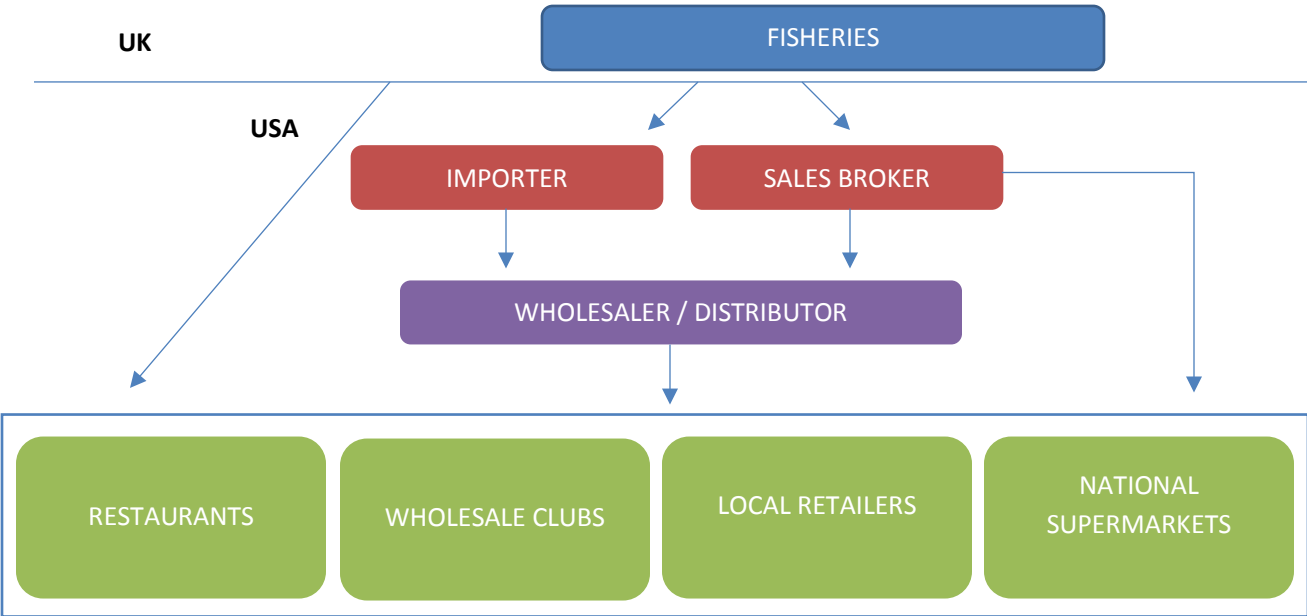 UK
FISHERIES
USA
IMPORTER
SALES BROKER
WHOLESALER / DISTRIBUTOR
RESTAURANTS
WHOLESALE CLUBS
LOCAL RETAILERS
NATIONAL
SUPERMARKETS